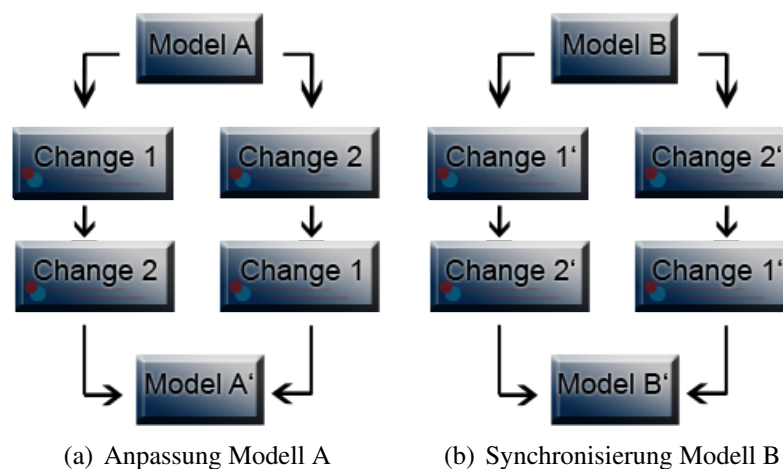 Model A
Model B
Change 1
Change 2
Change 1‘
Change 2‘
Change 2
Change 1
Change 2‘
Change 1‘
Model A‘
Model B‘
(a) Anpassung Modell A
(b) Synchronisierung Modell B